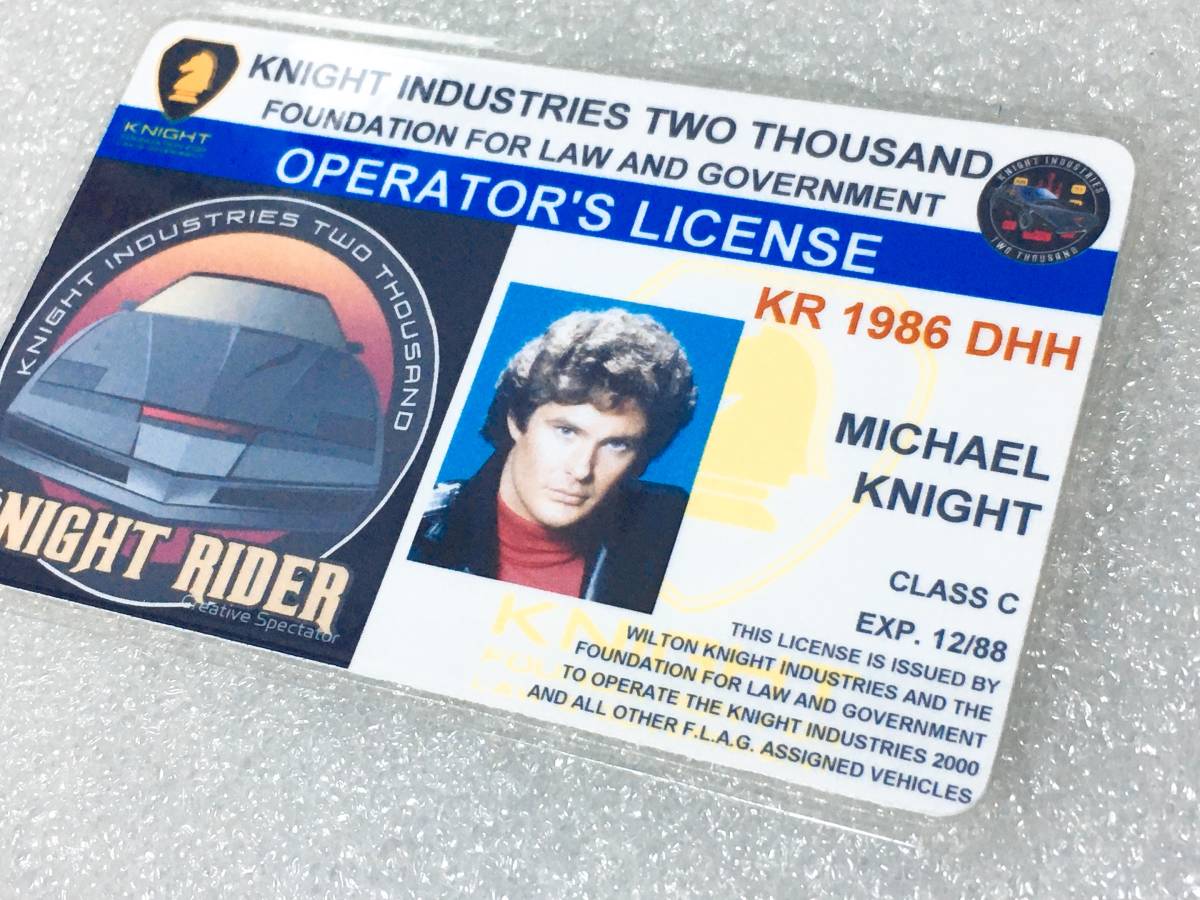 KNIGHT INDUSTRIES TWO THOUSAND
FOUNDATION FOR LAW AND GOVERNMENT
KNIGHT
OPERATOR'S LICENSE
KNIGHT INDUSTRIES
TWO THOUSAND
KNIGHT INDUSTRIES TWO THOUSAND
NIGHT RIDER
Creative Spectator
KR 1986 DHH
MICHAEL
KNIGHT
CLASS C
EXP. 12/88
THIS LICENSE IS ISSUED BY
WILTON KNIGHT INDUSTRIES AND THE
FOUNDATION FOR LAW AND GOVERNMENT
TO OPERATE THE KNIGHT INDUSTRIES 2000
AND ALL OTHER F.L.A.G. ASSIGNED VEHICLES
KNIGHT